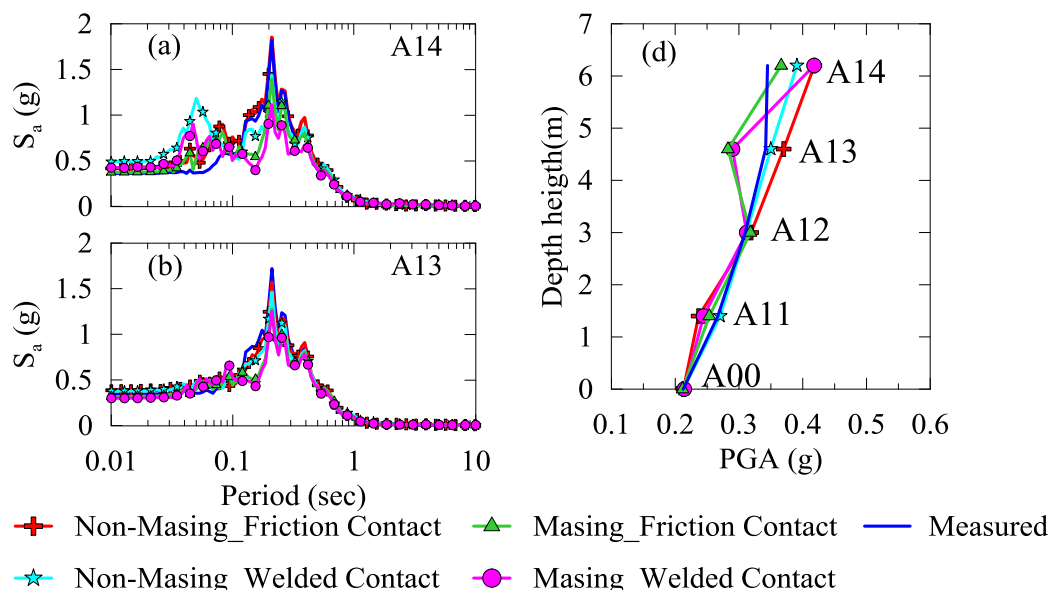 (a)
A14
2
1.5
1
0.5
0
S_a (g)
(b)
A13
2
1.5
1
0.5
0
S_a (g)
0.01
0.1
1
10
Period (sec)
(d)
7
6
5
4
3
2
1
0
Depth heigth(m)
A14
A13
A12
A11
A00
0.1
0.2
0.3
0.4
0.5
0.6
PGA (g)
Non-Masing_Friction Contact
Masing_Friction Contact
Measured
Non-Masing_Welded Contact
Masing_Welded Contact